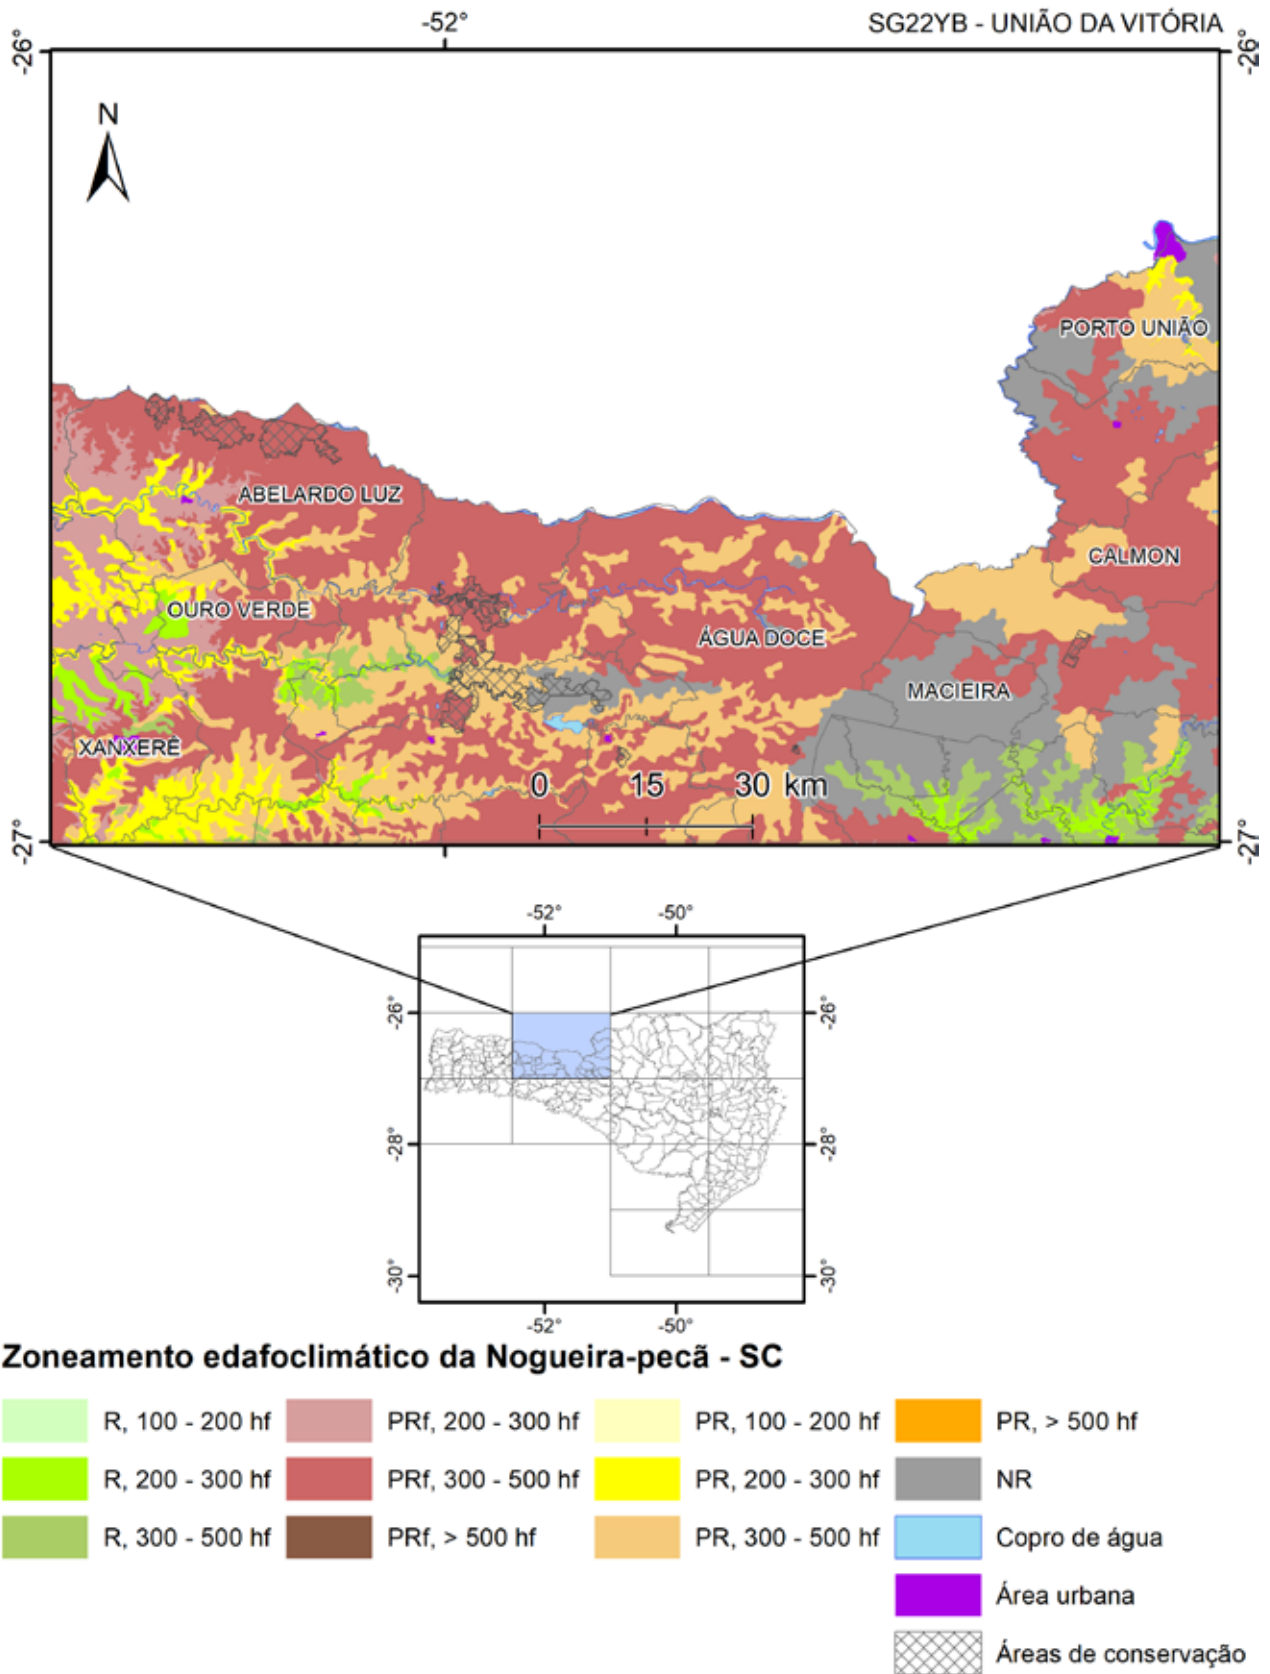 SG22YB - UNIÃO DA VITÓRIA
-52°
-26°
-26°
N
PORTO UNIÃO
ABELARDO LUZ
CALMON
OURO VERDE
ÁGUA DOCE
MACIEIRA
XANXERÊ
0 15 30 km
-27°
-27°
-52° -50°
-26° -26°
-28° -28°
-30° -30°
-52° -50°
Zoneamento edafoclimático da Nogueira-pecã - SC
R, 100 - 200 hf PRf, 200 - 300 hf PR, 100 - 200 hf PR, > 500 hf
R, 200 - 300 hf PRf, 300 - 500 hf PR, 200 - 300 hf NR
R, 300 - 500 hf PRf, > 500 hf PR, 300 - 500 hf Copro de água
Área urbana
Áreas de conservação